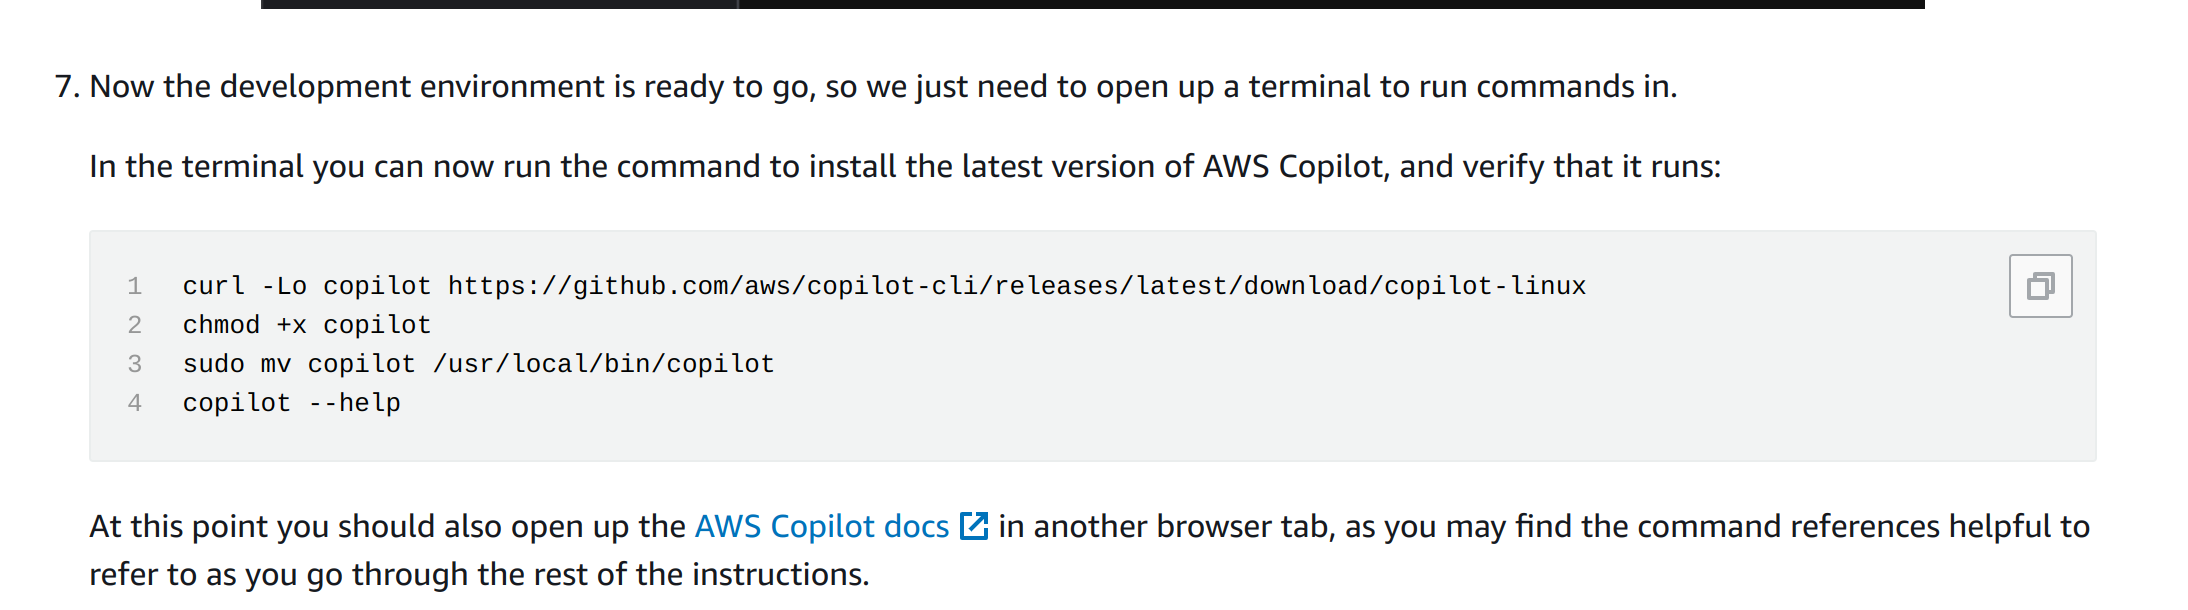 7. Now the development environment is ready to go, so we just need to open up a terminal to run commands in.
In the terminal you can now run the command to install the latest version of AWS Copilot, and verify that it runs:
1 curl -Lo copilot https://github.com/aws/copilot-cli/releases/latest/download/copilot-linux
2 chmod +x copilot
3 sudo mv copilot /usr/local/bin/copilot
4 copilot --help
At this point you should also open up the AWS Copilot docs in another browser tab, as you may find the command references helpful to
refer to as you go through the rest of the instructions.